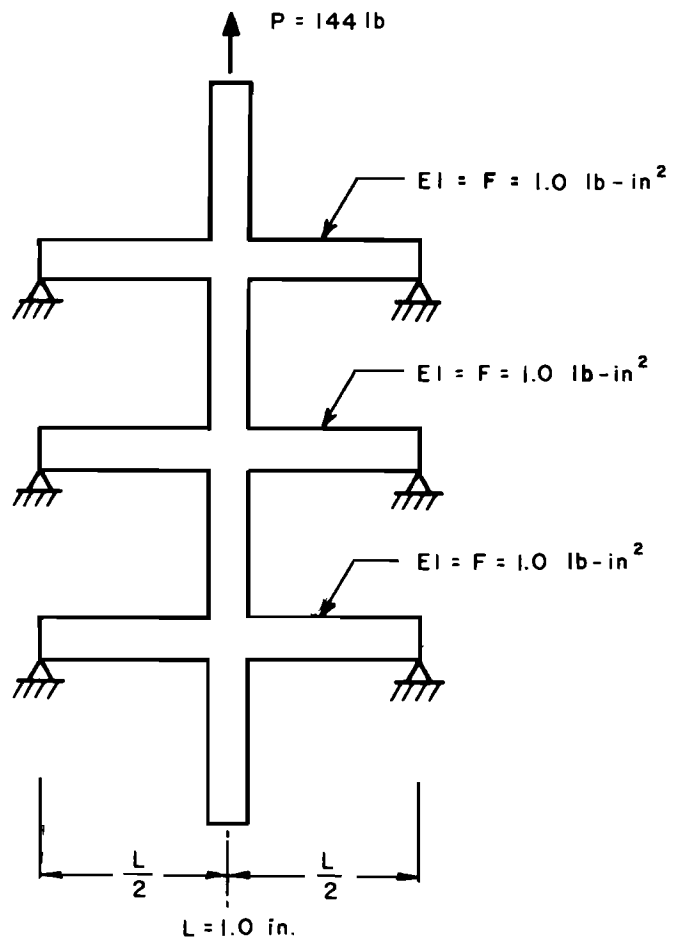 P = 144 lb
EI = F = 1.0 lb-in²
EI = F = 1.0 lb-in²
EI = F = 1.0 lb-in²
L/2 L/2
L = 1.0 in.